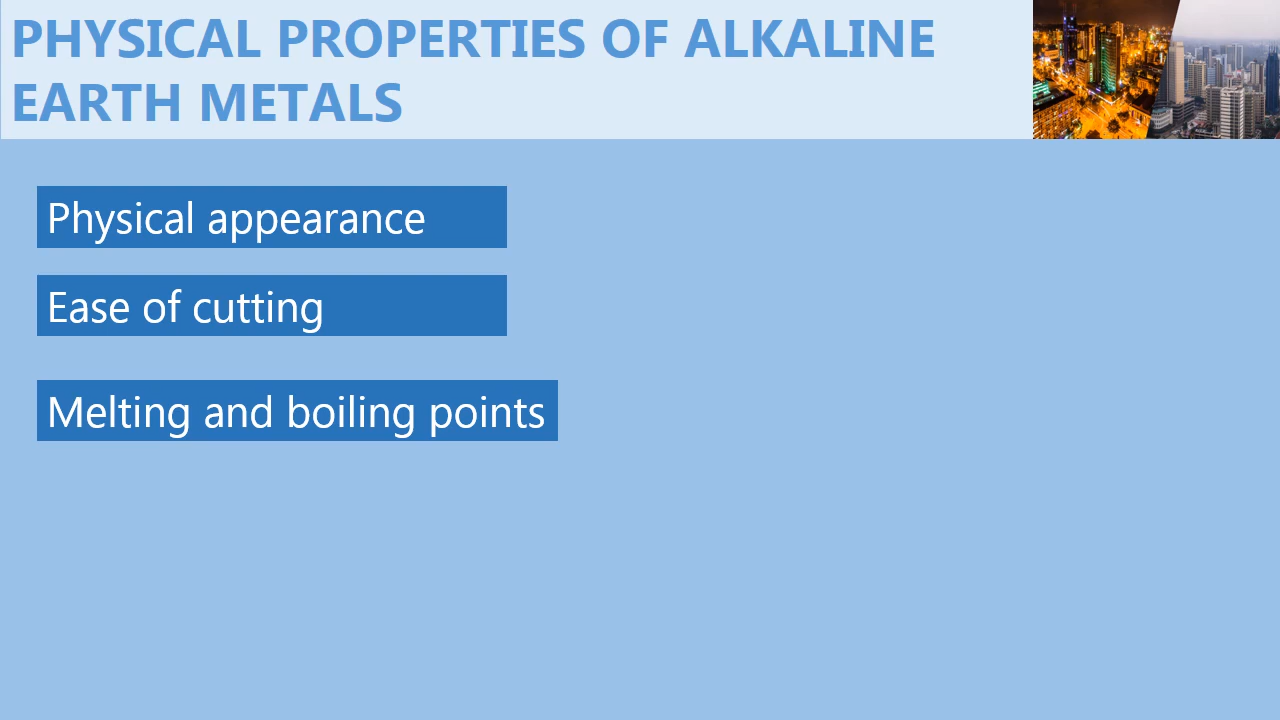 PHYSICAL PROPERTIES OF ALKALINE
EARTH METALS
Physical appearance
Ease of cutting
Melting and boiling points